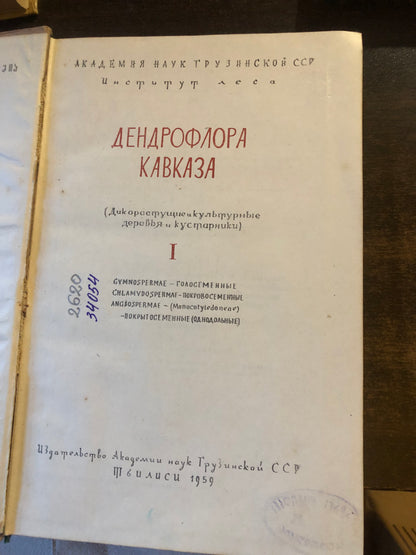 АКАДЕМИЯ НАУК ГРУЗИНСКОЙ ССР
Институт леса
ДЕНДРОФЛОРА
КАВКАЗА
(Дикорастущие и культурные
деревья и кустарники)
I
GYMNOSPERMAE – ГОЛОСЕМЕННЫЕ
CHLAMYDOSPERMAE – ПОКРОВОСЕМЕННЫЕ
ANGIOSPERMAE – (Monocotyledoneae)
– ПОКРЫТОСЕМЕННЫЕ (ОДНОДОЛЬНЫЕ)
2620
34054
Издательство Академии наук Грузинской ССР
Тбилиси 1959